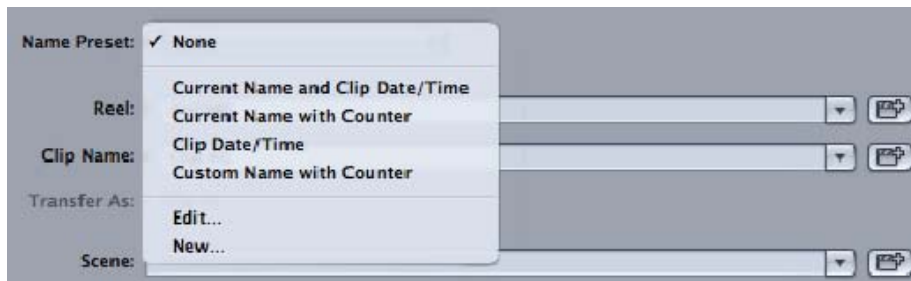 Name Preset: ✓ None
Current Name and Clip Date/Time
Reel:
Current Name with Counter
Clip Date/Time
Clip Name:
Custom Name with Counter
Transfer As:
Edit...
New...
Scene: